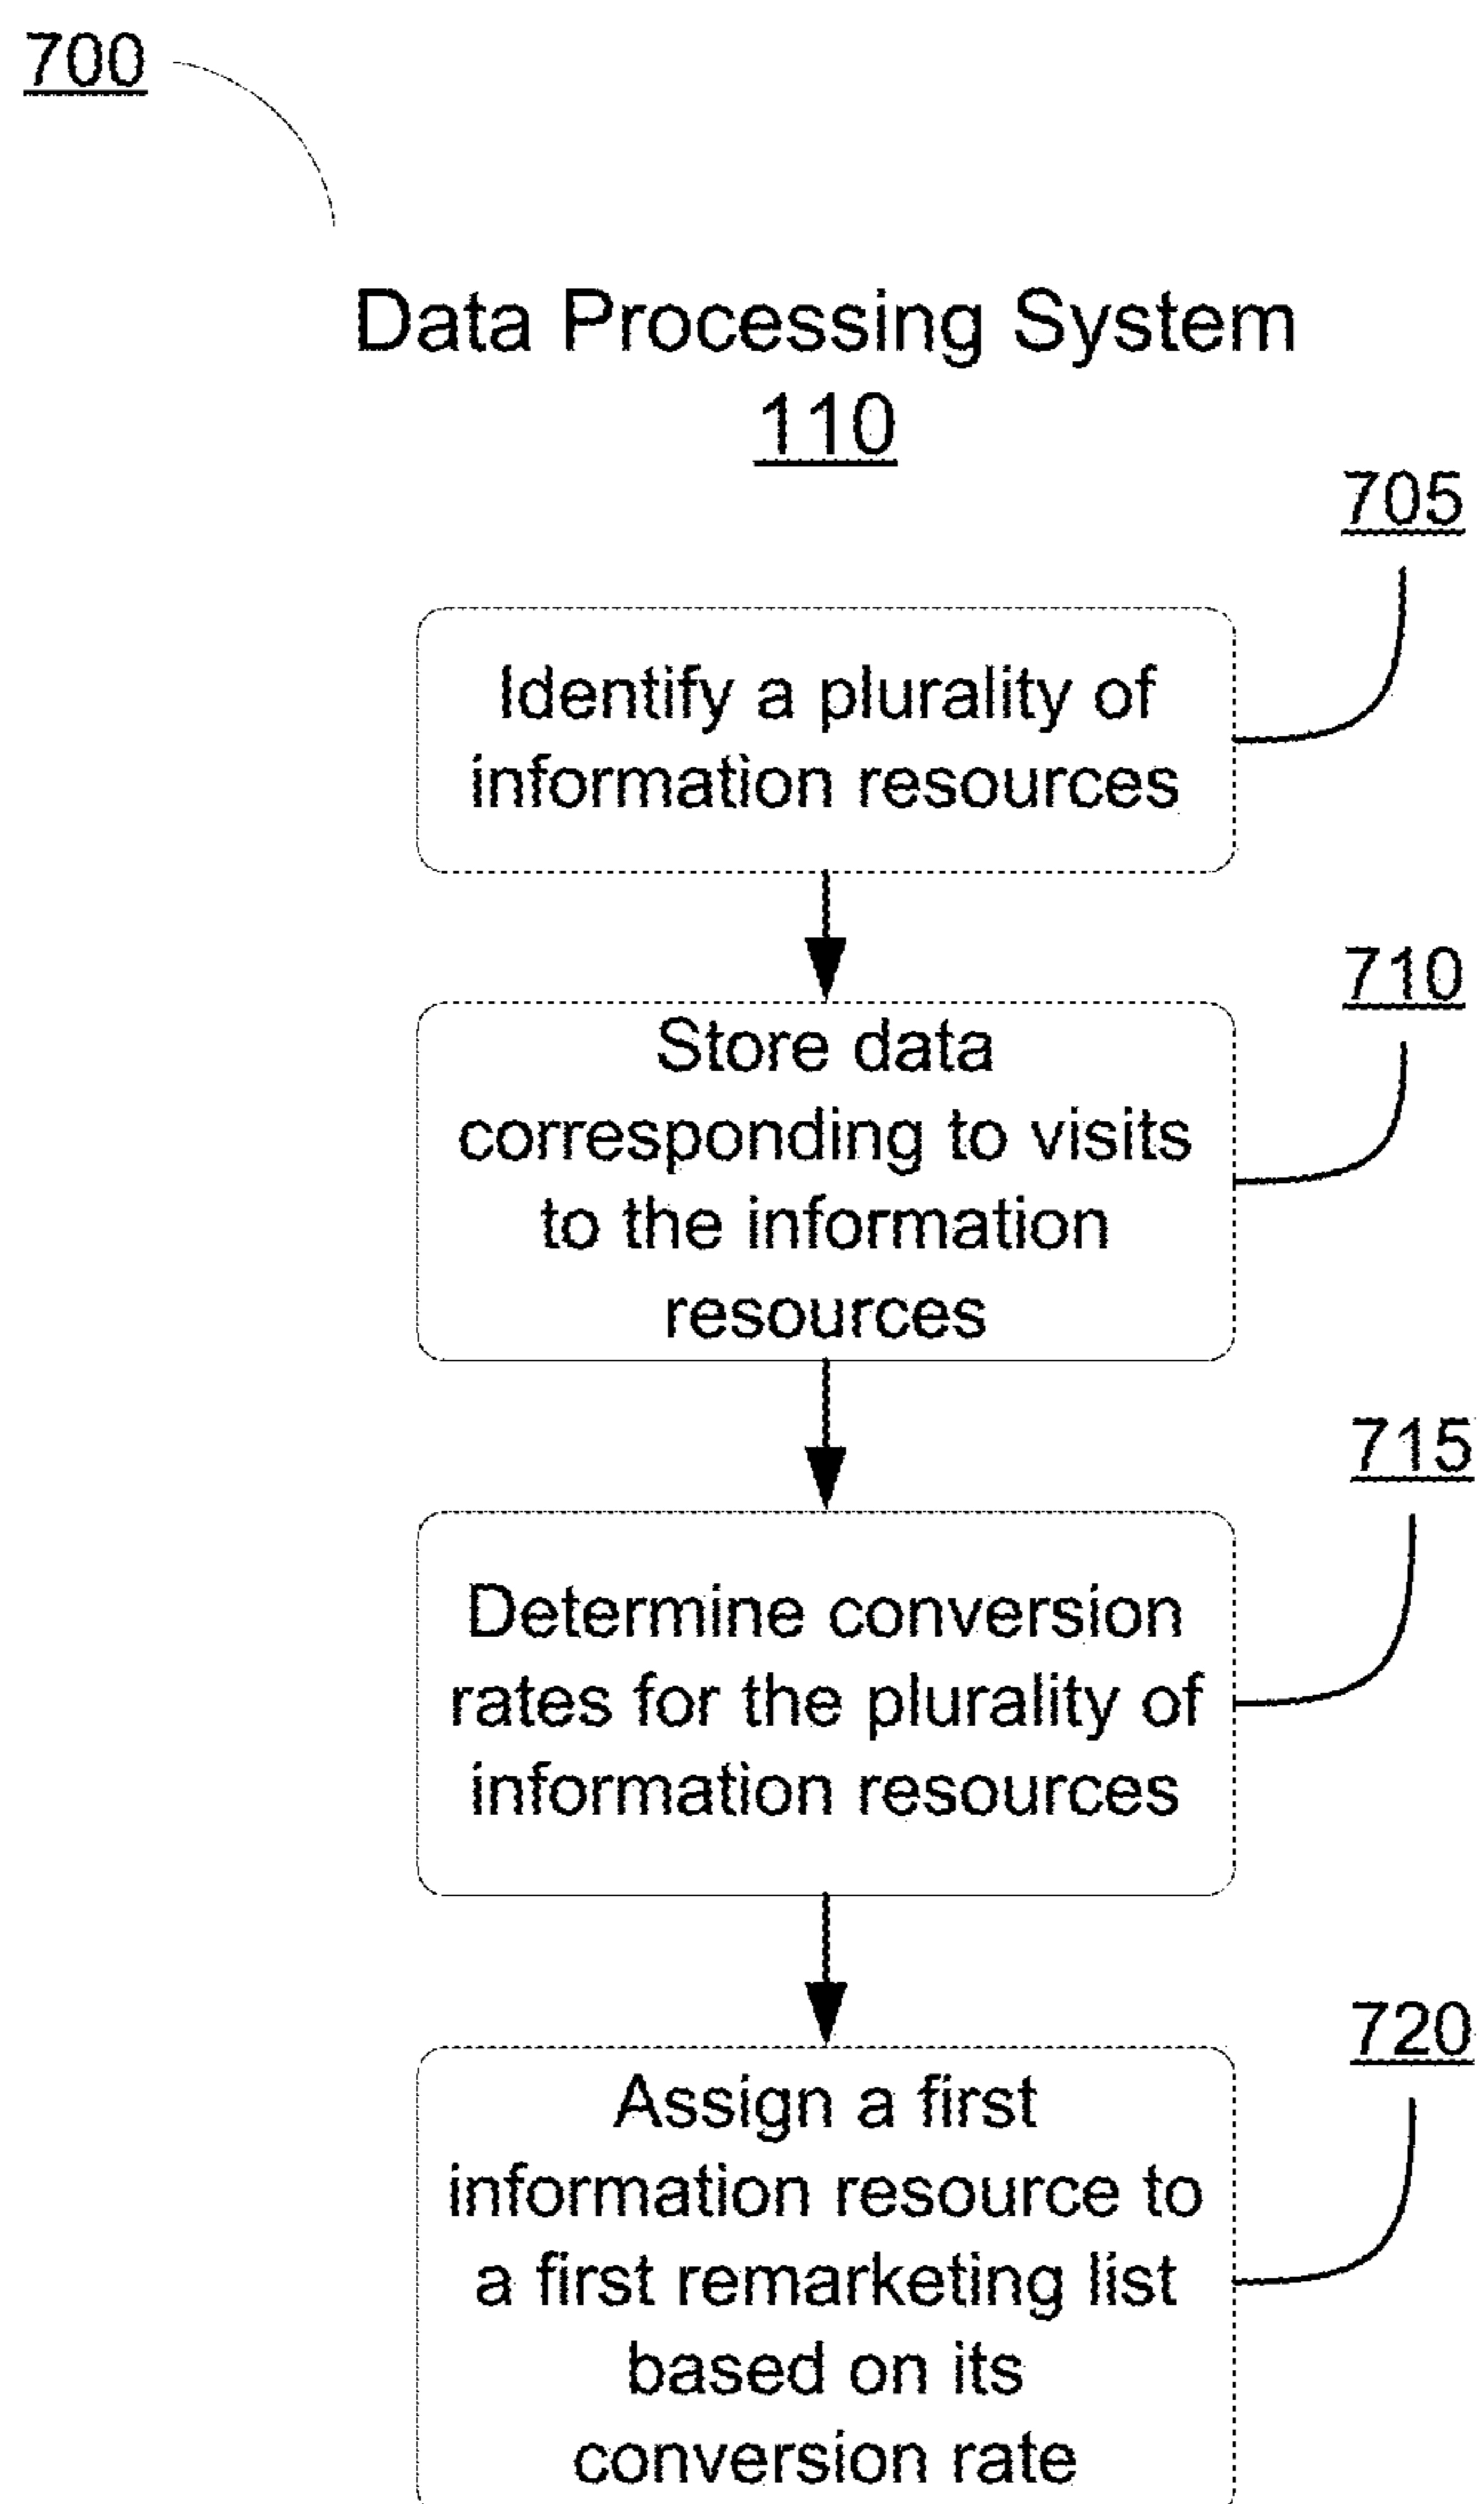 700
Data Processing System
110
705
Identify a plurality of
information resources
710
Store data
corresponding to visits
to the information
resources
715
Determine conversion
rates for the plurality of
information resources
720
Assign a first
information resource to
a first remarketing list
based on its
conversion rate